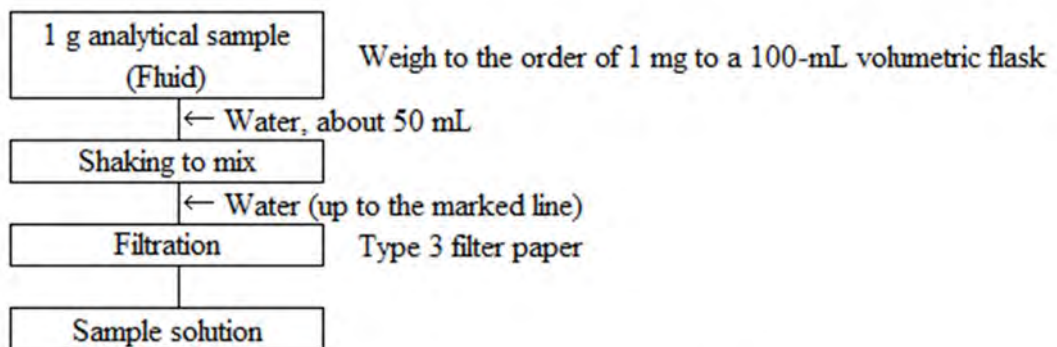 1 g analytical sample
(Fluid)
Weigh to the order of 1 mg to a 100-mL volumetric flask
← Water, about 50 mL
Shaking to mix
← Water (up to the marked line)
Filtration
Type 3 filter paper
Sample solution